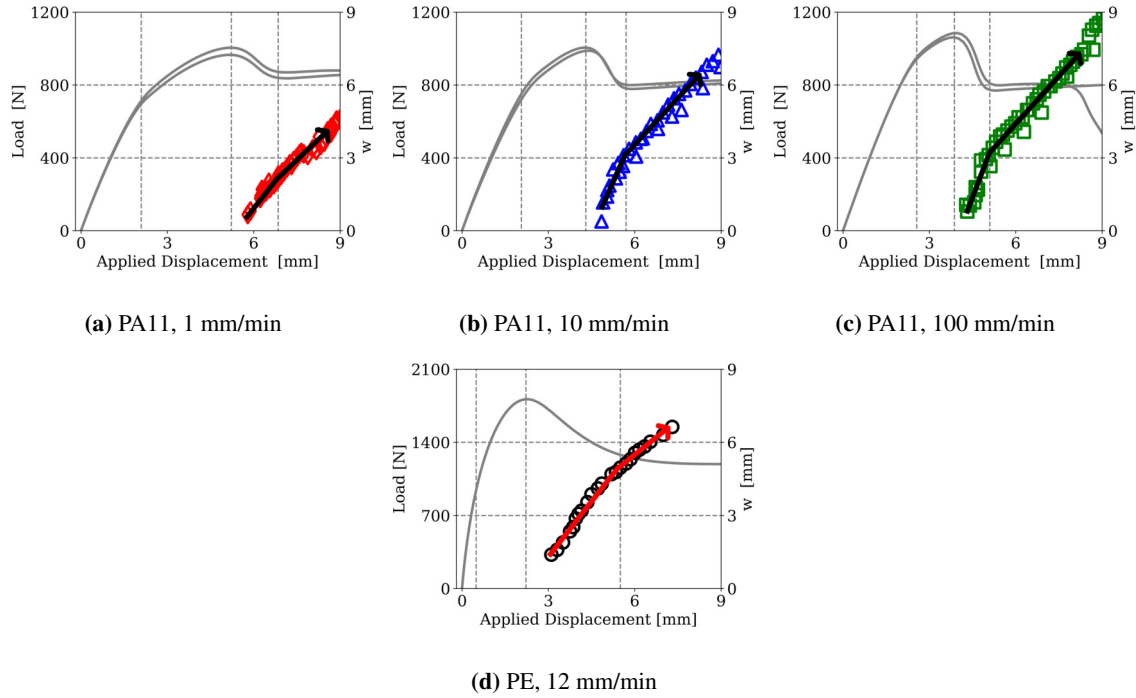 1200
800
400
0
Load [N]
9
6
3
0
w [mm]
0 3 6 9
Applied Displacement [mm]
(a) PA11, 1 mm/min
1200
800
400
0
Load [N]
9
6
3
0
w [mm]
0 3 6 9
Applied Displacement [mm]
(b) PA11, 10 mm/min
1200
800
400
0
Load [N]
9
6
3
0
w [mm]
0 3 6 9
Applied Displacement [mm]
(c) PA11, 100 mm/min
2100
1400
700
0
Load [N]
9
6
3
0
w [mm]
0 3 6 9
Applied Displacement [mm]
(d) PE, 12 mm/min